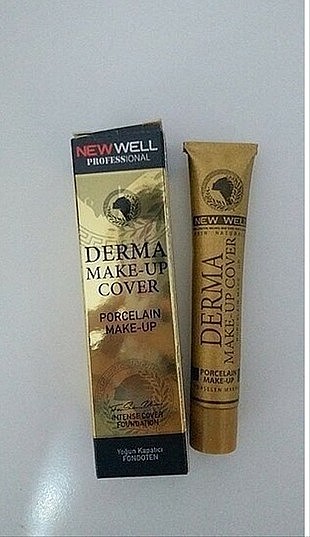 NEW WELL
PROFESSIONAL
DERMA
MAKE-UP
COVER
PORCELAIN
MAKE-UP
INTENSE COVER
FOUNDATION
Yoğun Kapatıcı
FONDÖTEN
NEW WELL
DERMA
MAKE-UP COVER
PORCELAIN
MAKE-UP